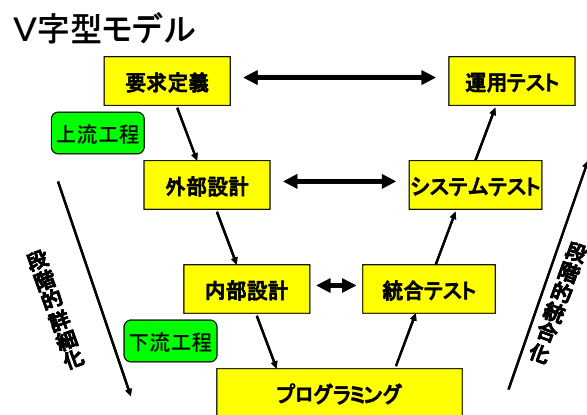 V字型モデル
要求定義
運用テスト
上流工程
外部設計
システムテスト
段階的詳細化
段階的統合化
内部設計
統合テスト
下流工程
プログラミング